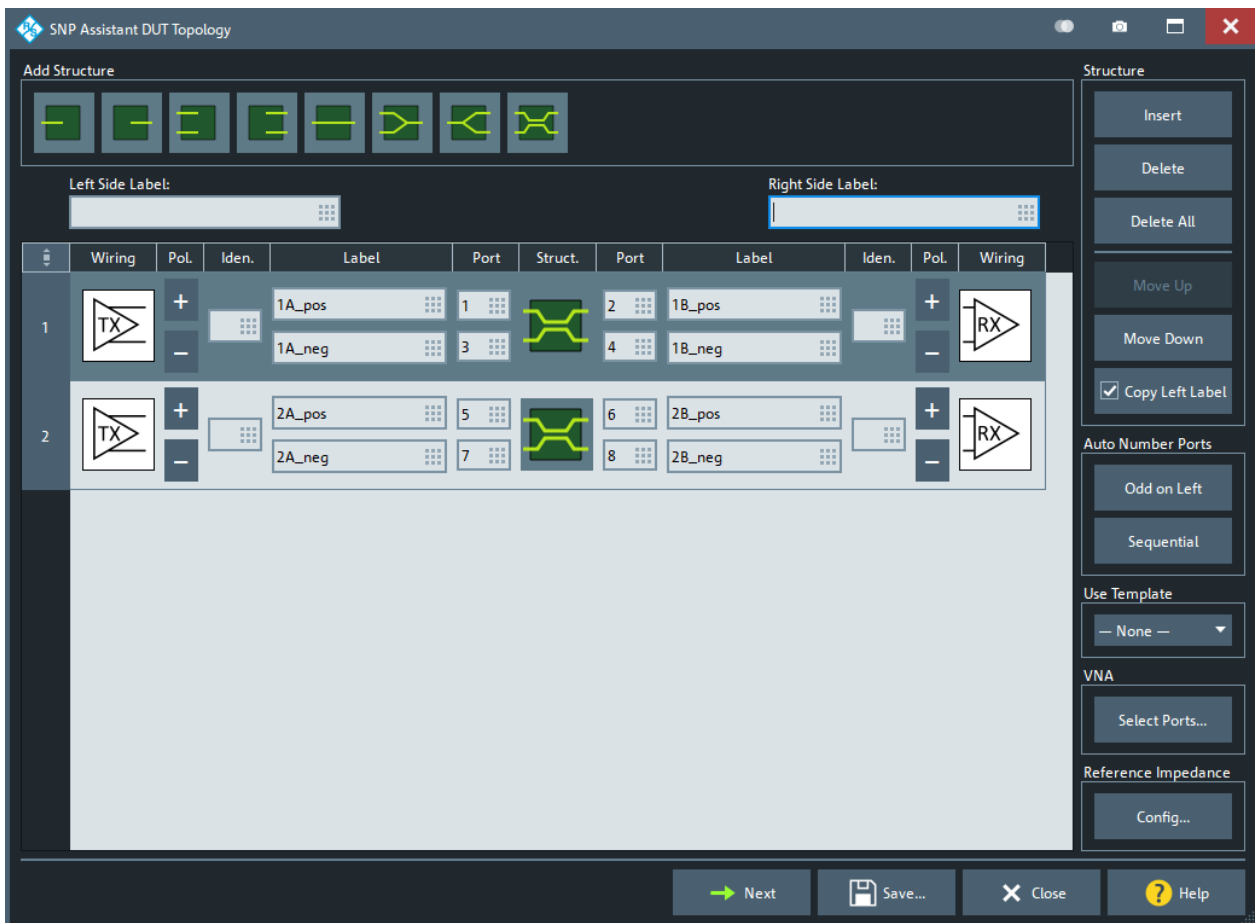 SNP Assistant DUT Topology
Add Structure
Left Side Label:
Right Side Label:
Wiring Pol. Iden. Label Port Struct. Port Label Iden. Pol. Wiring
1
TX
+
−
1A_pos 1 2 1B_pos
1A_neg 3 4 1B_neg
+
−
RX
2
TX
+
−
2A_pos 5 6 2B_pos
2A_neg 7 8 2B_neg
+
−
RX
Structure
Insert
Delete
Delete All
Move Up
Move Down
Copy Left Label
Auto Number Ports
Odd on Left
Sequential
Use Template
— None —
VNA
Select Ports...
Reference Impedance
Config...
Next
Save...
Close
? Help